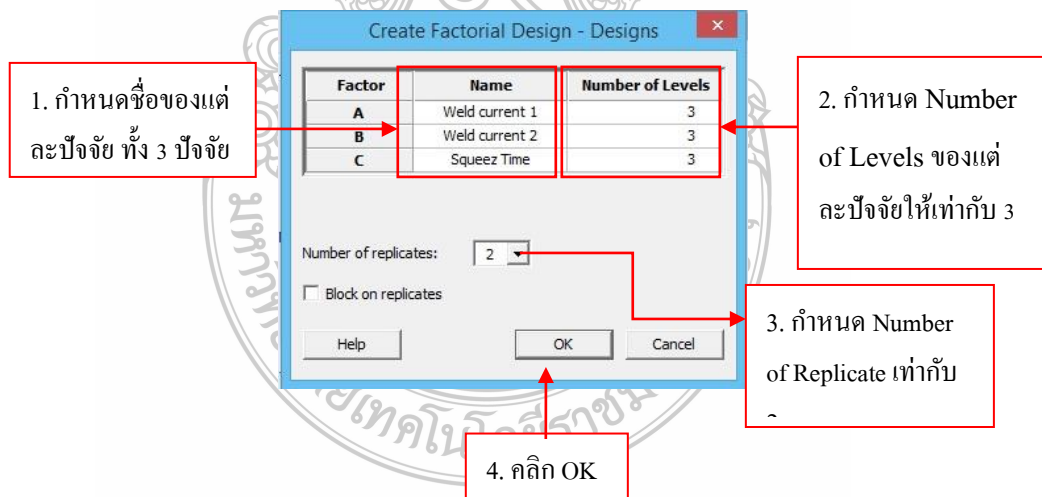 Create Factorial Design - Designs
1. กำหนดชื่อของแต่
ละปัจจัย ทั้ง 3 ปัจจัย
Factor Name Number of Levels
A Weld current 1 3
B Weld current 2 3
C Squeez Time 3
2. กำหนด Number
of Levels ของแต่
ละปัจจัยให้เท่ากับ 3
Number of replicates: 2
Block on replicates
Help OK Cancel
3. กำหนด Number
of Replicate เท่ากับ
4. คลิก OK